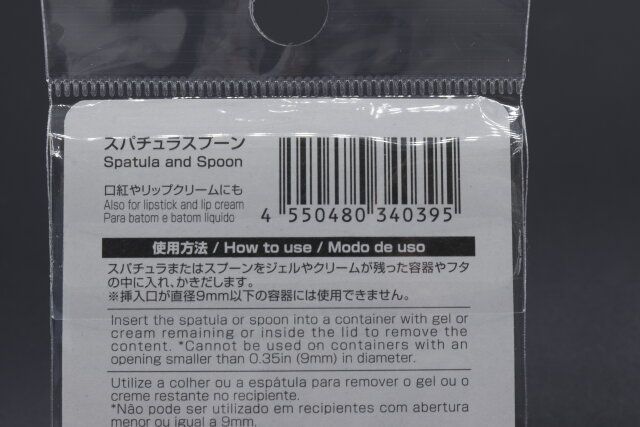 スパチュラスプーン
Spatula and Spoon
口紅やリップクリームにも
Also for lipstick and lip cream
Para batom e batom líquido
4 550480 340395
使用方法 / How to use / Modo de uso
スパチュラまたはスプーンをジェルやクリームが残った容器やフタ
の中に入れ、かきだします。
※挿入口が直径9mm以下の容器には使用できません。
Insert the spatula or spoon into a container with gel or
cream remaining or inside the lid to remove the
content. *Cannot be used on containers with an
opening smaller than 0.35in (9mm) in diameter.
Utilize a colher ou a espátula para remover o gel ou o
creme restante no recipiente.
*Não pode ser utilizado em recipientes com abertura
menor ou igual a 9mm.